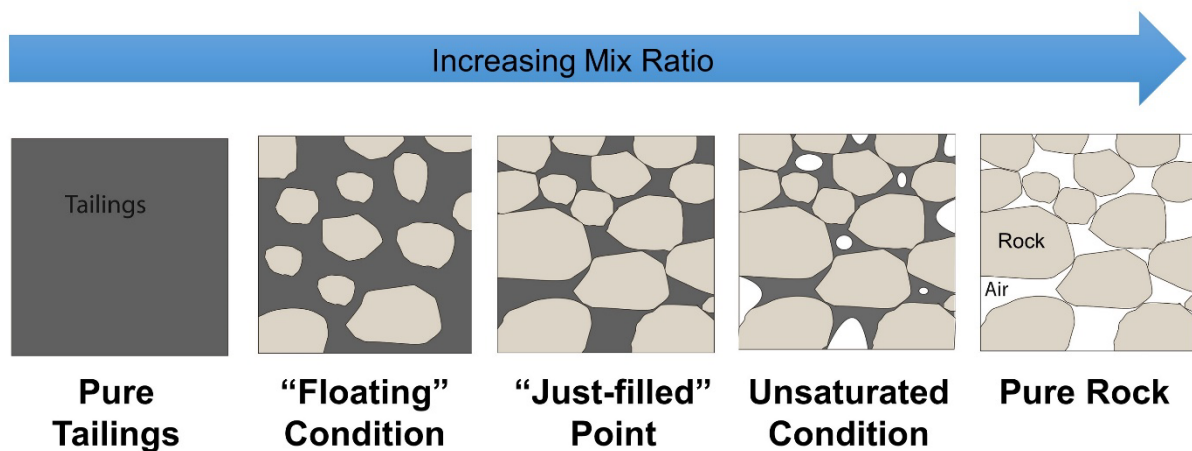 Increasing Mix Ratio
Tailings
Rock
Air
Pure
Tailings
“Floating”
Condition
“Just-filled”
Point
Unsaturated
Condition
Pure Rock